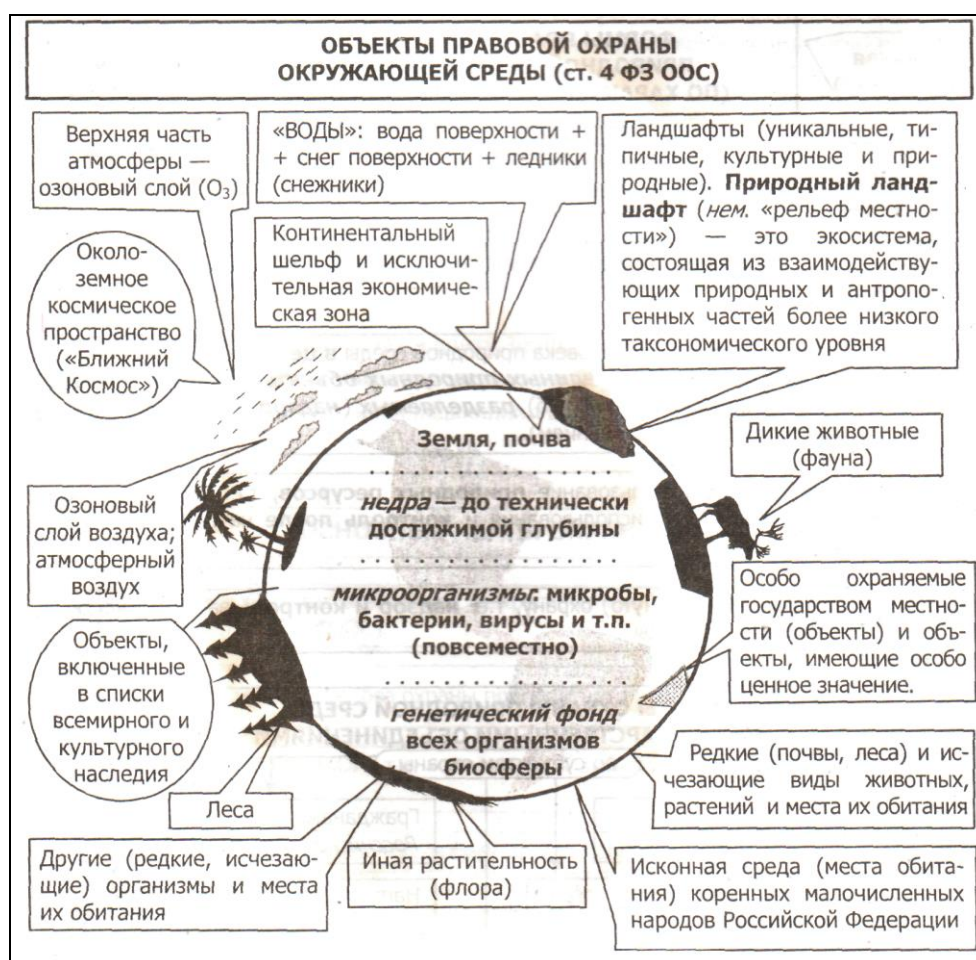 ОБЪЕКТЫ ПРАВОВОЙ ОХРАНЫ
ОКРУЖАЮЩЕЙ СРЕДЫ (ст. 4 ФЗ ООС)
Верхняя часть
атмосферы —
озоновый слой (O₃)
«ВОДЫ»: вода поверхности +
+ снег поверхности + ледники
(снежники)
Ландшафты (уникальные, ти-
пичные, культурные и при-
родные). Природный ланд-
шафт (нем. «рельеф местно-
сти») — это экосистема,
состоящая из взаимодейству-
ющих природных и антропо-
генных частей более низкого
таксономического уровня
Около-
земное
космическое
пространство
(«Ближний
Космос»)
Континентальный
шельф и исключи-
тельная экономиче-
ская зона
Земля, почва
недра — до технически
достижимой глубины
микроорганизмы: микробы,
бактерии, вирусы и т.п.
(повсеместно)
генетический фонд
всех организмов
биосферы
Дикие животные
(фауна)
Озоновый
слой воздуха;
атмосферный
воздух
Особо охраняемые
государством местно-
сти (объекты) и объ-
екты, имеющие особо
ценное значение.
Объекты,
включенные
в списки
всемирного и
культурного
наследия
Леса
Редкие (почвы, леса) и ис-
чезающие виды животных,
растений и места их обитания
Другие (редкие, исчезаю-
щие) организмы и места
их обитания
Иная растительность
(флора)
Исконная среда (места обита-
ния) коренных малочисленных
народов Российской Федерации